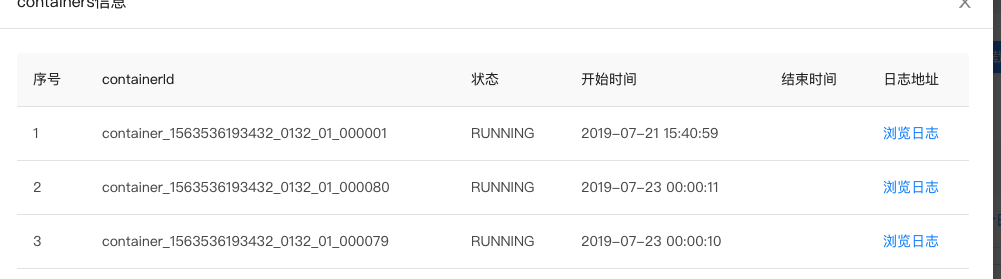 containers信息 X
序号 containerId 状态 开始时间 结束时间 日志地址
1 container_1563536193432_0132_01_000001 RUNNING 2019-07-21 15:40:59 浏览日志
2 container_1563536193432_0132_01_000080 RUNNING 2019-07-23 00:00:11 浏览日志
3 container_1563536193432_0132_01_000079 RUNNING 2019-07-23 00:00:10 浏览日志